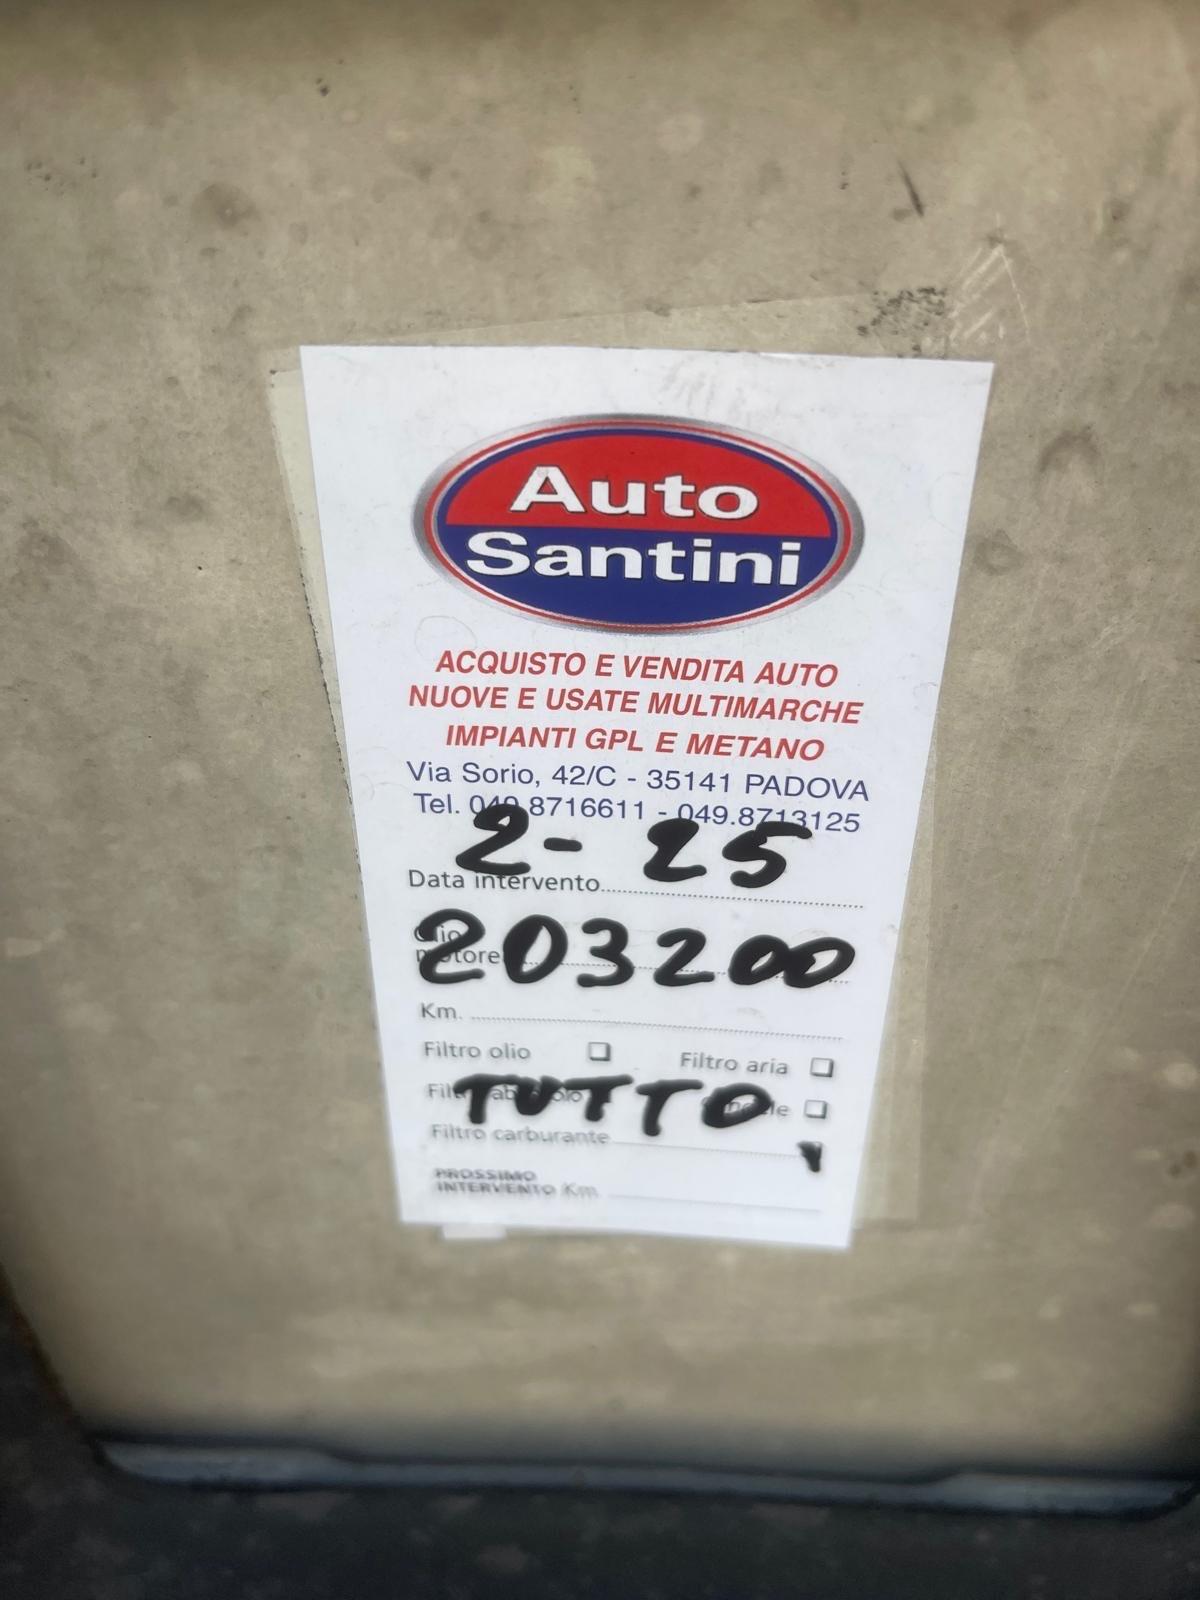 Auto
Santini
ACQUISTO E VENDITA AUTO
NUOVE E USATE MULTIMARCHE
IMPIANTI GPL E METANO
Via Sorio, 42/C - 35141 PADOVA
Tel. 049.8716611 - 049.8713125
2-25
Data intervento
Olio
motore 203200
Km.
Filtro olio Filtro aria
TUTTO
Filtro carburante
PROSSIMO
INTERVENTO Km